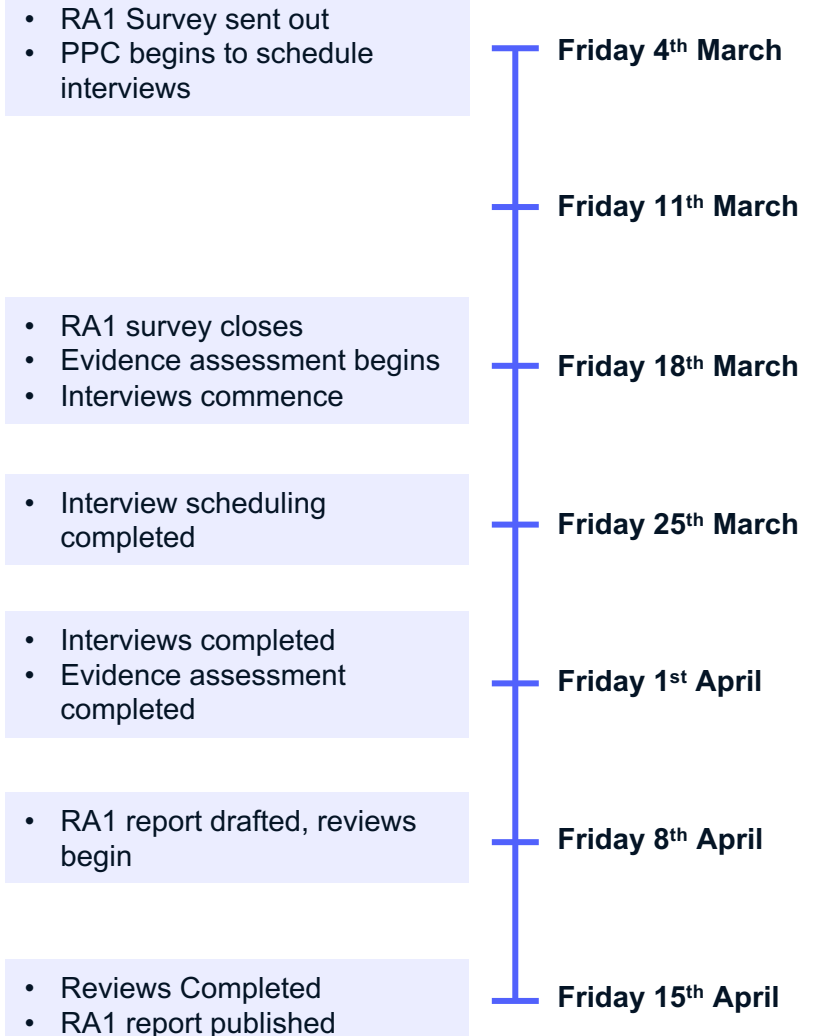 • RA1 Survey sent out
• PPC begins to schedule
interviews
Friday 4th March
Friday 11th March
• RA1 survey closes
• Evidence assessment begins
• Interviews commence
Friday 18th March
• Interview scheduling
completed
Friday 25th March
• Interviews completed
• Evidence assessment
completed
Friday 1st April
• RA1 report drafted, reviews
begin
Friday 8th April
• Reviews Completed
• RA1 report published
Friday 15th April